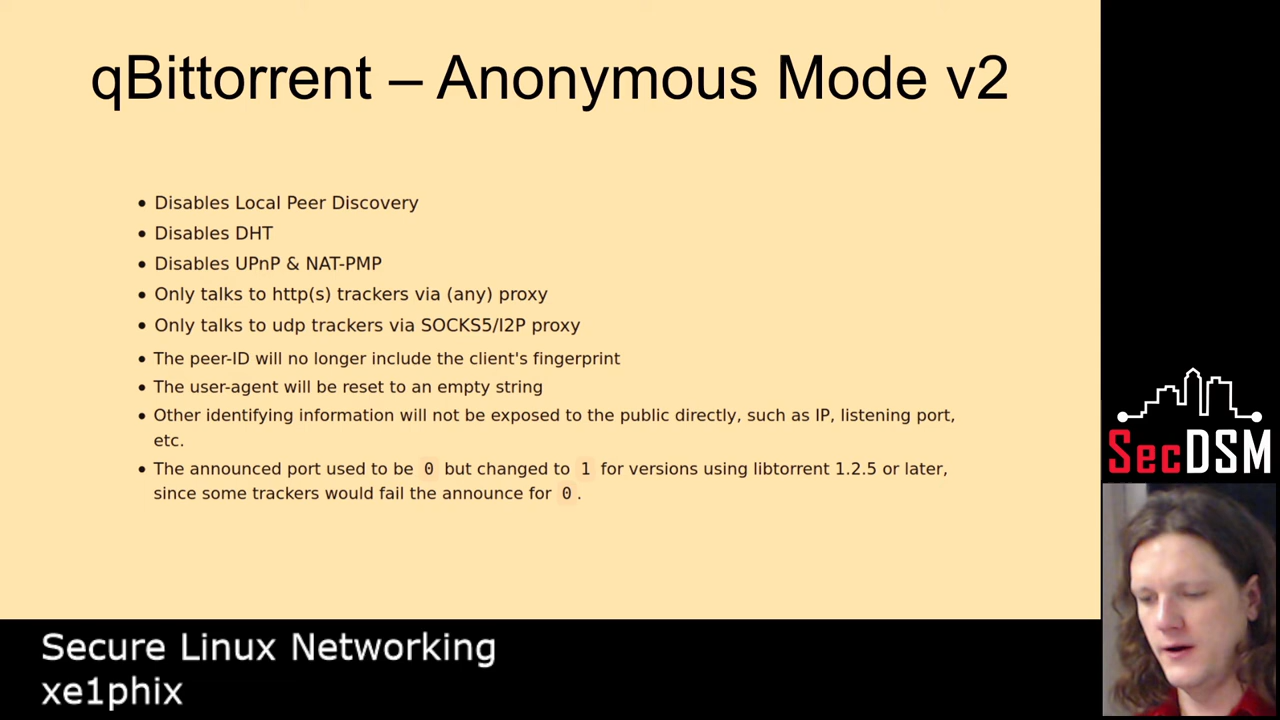 qBittorrent – Anonymous Mode v2
• Disables Local Peer Discovery
• Disables DHT
• Disables UPnP & NAT-PMP
• Only talks to http(s) trackers via (any) proxy
• Only talks to udp trackers via SOCKS5/I2P proxy
• The peer-ID will no longer include the client's fingerprint
• The user-agent will be reset to an empty string
• Other identifying information will not be exposed to the public directly, such as IP, listening port,
etc.
• The announced port used to be 0 but changed to 1 for versions using libtorrent 1.2.5 or later,
since some trackers would fail the announce for 0.
SecDSM
Secure Linux Networking
xe1phix